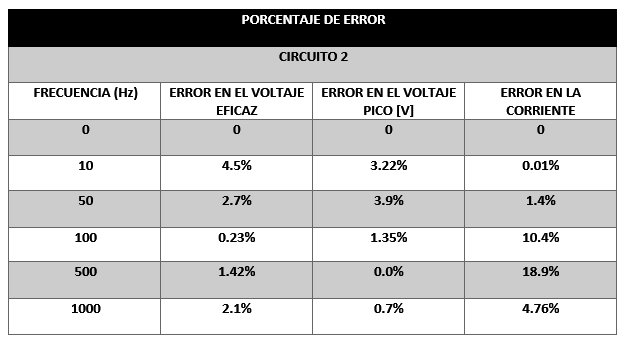 PORCENTAJE DE ERROR
CIRCUITO 2
FRECUENCIA (Hz) ERROR EN EL VOLTAJE EFICAZ ERROR EN EL VOLTAJE PICO [V] ERROR EN LA CORRIENTE
0 0 0 0
10 4.5% 3.22% 0.01%
50 2.7% 3.9% 1.4%
100 0.23% 1.35% 10.4%
500 1.42% 0.0% 18.9%
1000 2.1% 0.7% 4.76%